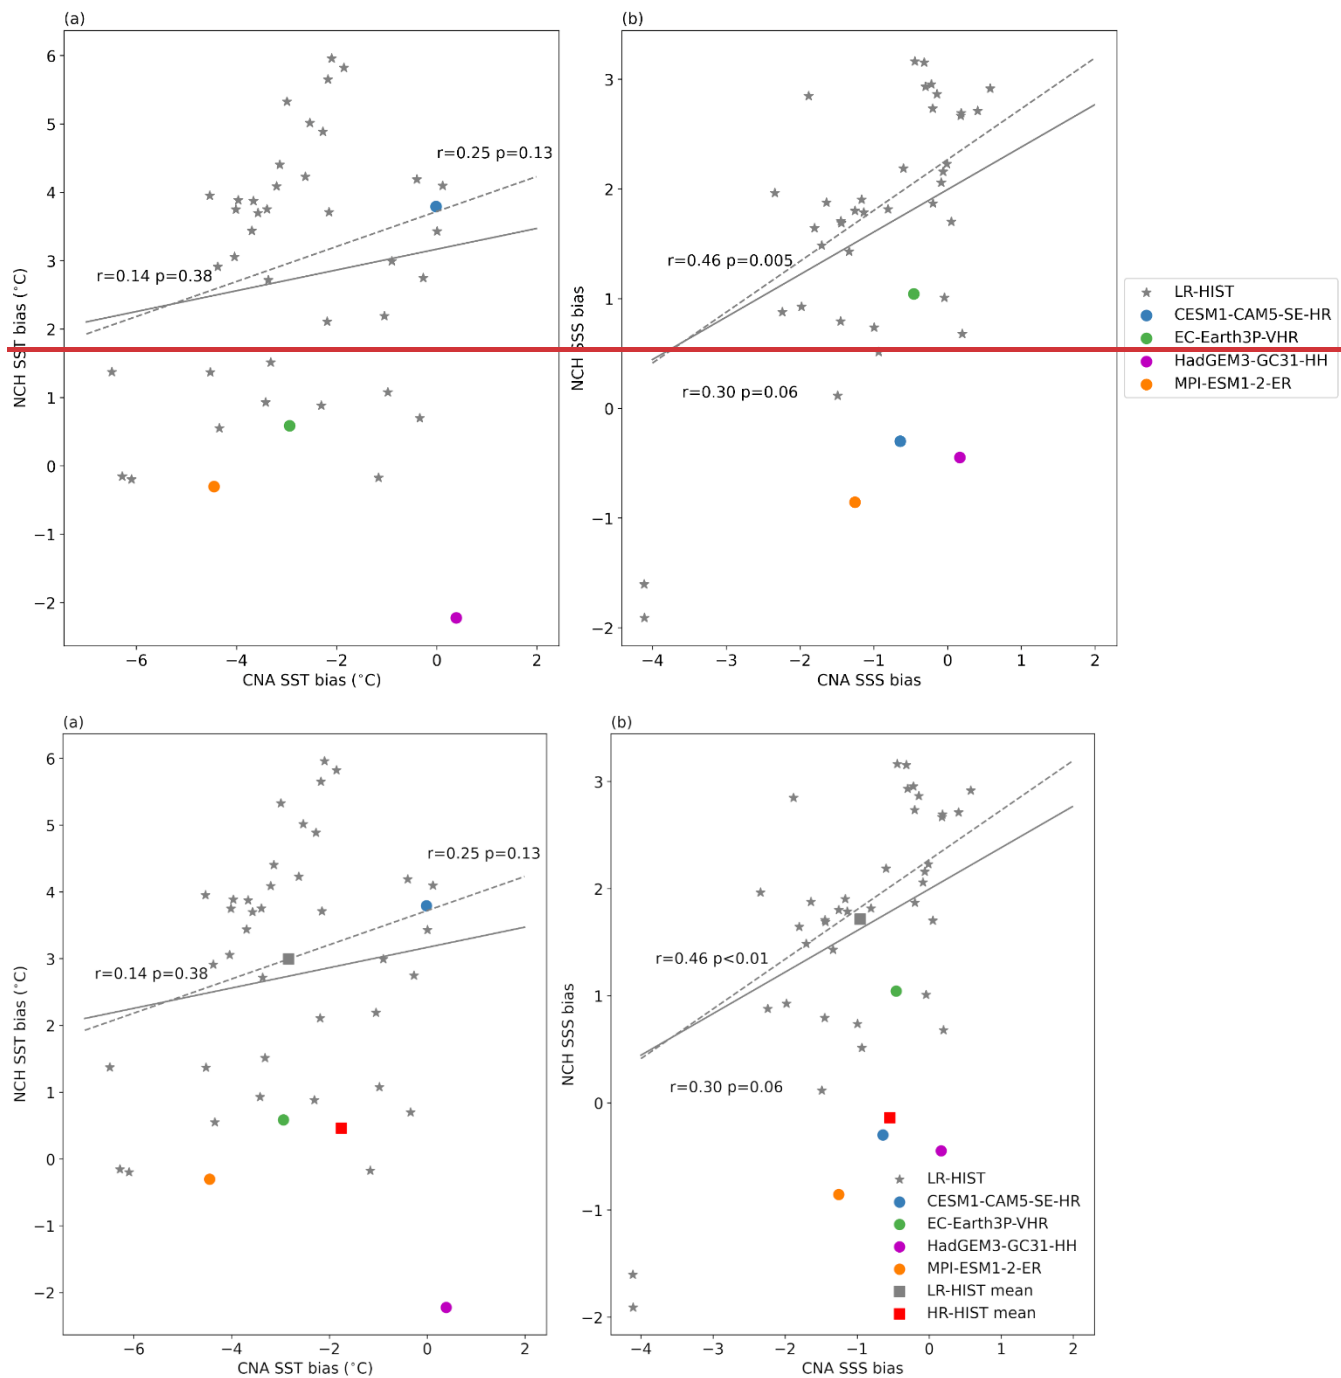 (a)
6
5
4
3
2
1
0
−1
−2
NCH SST bias (°C)
r=0.25 p=0.13
r=0.14 p=0.38
−6
−4
−2
0
2
CNA SST bias (°C)
(b)
3
2
1
0
−1
−2
NCH SSS bias
r=0.46 p=0.005
r=0.30 p=0.06
−4
−3
−2
−1
0
1
2
CNA SSS bias
LR-HIST
CESM1-CAM5-SE-HR
EC-Earth3P-VHR
HadGEM3-GC31-HH
MPI-ESM1-2-ER
(a)
6
5
4
3
2
1
0
−1
−2
NCH SST bias (°C)
r=0.25 p=0.13
r=0.14 p=0.38
−6
−4
−2
0
2
CNA SST bias (°C)
(b)
3
2
1
0
−1
−2
NCH SSS bias
r=0.46 p<0.01
r=0.30 p=0.06
LR-HIST
CESM1-CAM5-SE-HR
EC-Earth3P-VHR
HadGEM3-GC31-HH
MPI-ESM1-2-ER
LR-HIST mean
HR-HIST mean
−4
−3
−2
−1
0
1
2
CNA SSS bias